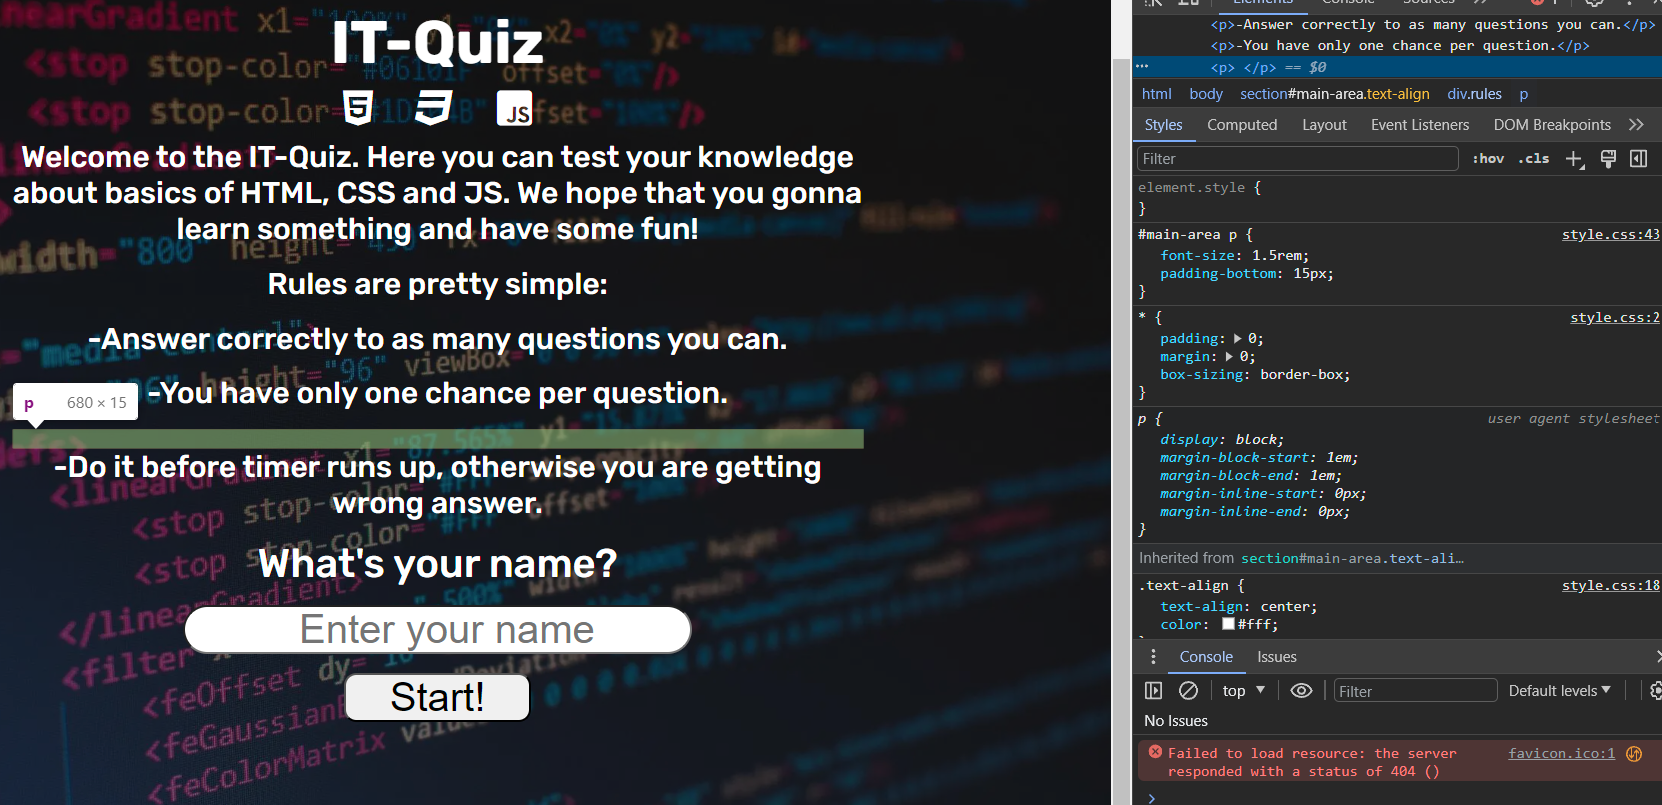 IT-Quiz
JS
Welcome to the IT-Quiz. Here you can test your knowledge
about basics of HTML, CSS and JS. We hope that you gonna
learn something and have some fun!
Rules are pretty simple:
-Answer correctly to as many questions you can.
-You have only one chance per question.
p 680 × 15
-Do it before timer runs up, otherwise you are getting
wrong answer.
What's your name?
Enter your name
Start!
<linearGradient
</linearGradient>
<filter
<feOffset dy=
<feColorMatrix
Elements Console Sources
<p>-Answer correctly to as many questions you can.</p>
<p>-You have only one chance per question.</p>
··· <p> </p> == $0
html body section#main-area.text-align div.rules p
Styles Computed Layout Event Listeners DOM Breakpoints
Filter :hov .cls
element.style {
}
#main-area p { style.css:43
font-size: 1.5rem;
padding-bottom: 15px;
}
* { style.css:2
padding: 0;
margin: 0;
box-sizing: border-box;
}
p { user agent stylesheet
display: block;
margin-block-start: 1em;
margin-block-end: 1em;
margin-inline-start: 0px;
margin-inline-end: 0px;
}
Inherited from section#main-area.text-ali…
.text-align { style.css:18
text-align: center;
color: #fff;
Console Issues
top Filter Default levels
No Issues
Failed to load resource: the server favicon.ico:1
responded with a status of 404 ()